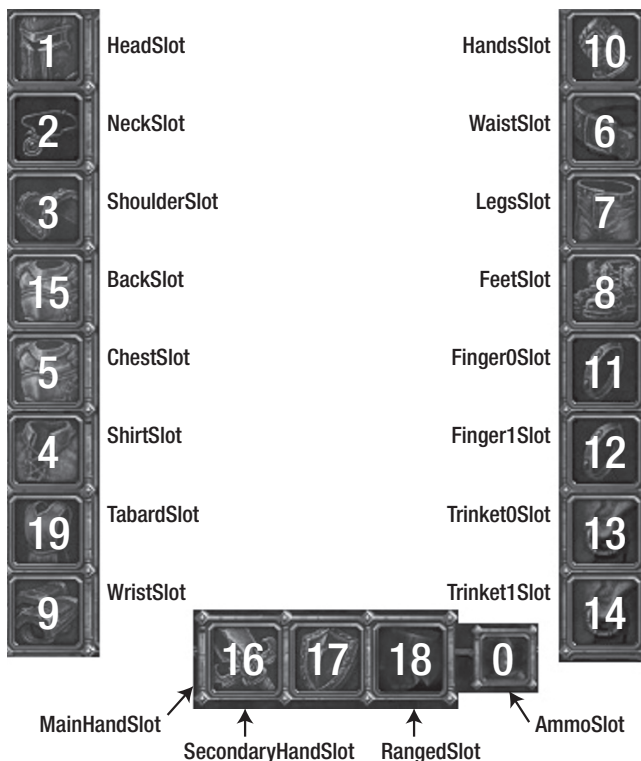 1 HeadSlot HandsSlot 10
2 NeckSlot WaistSlot 6
3 ShoulderSlot LegsSlot 7
15 BackSlot FeetSlot 8
5 ChestSlot Finger0Slot 11
4 ShirtSlot Finger1Slot 12
19 TabardSlot Trinket0Slot 13
9 WristSlot Trinket1Slot 14
16 17 18 0
MainHandSlot AmmoSlot
SecondaryHandSlot RangedSlot